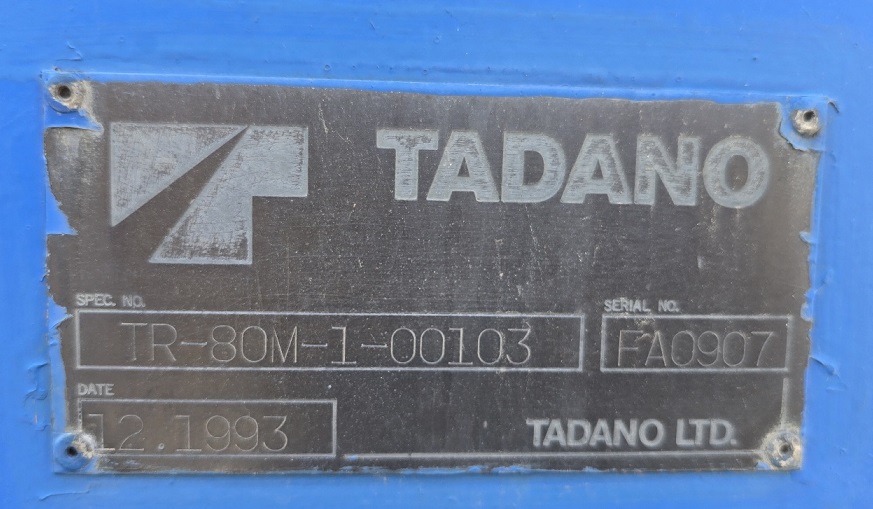 TADANO
SPEC. NO.
SERIAL NO.
TR-80M-1-00103
FA0907
DATE
12.1993
TADANO LTD.